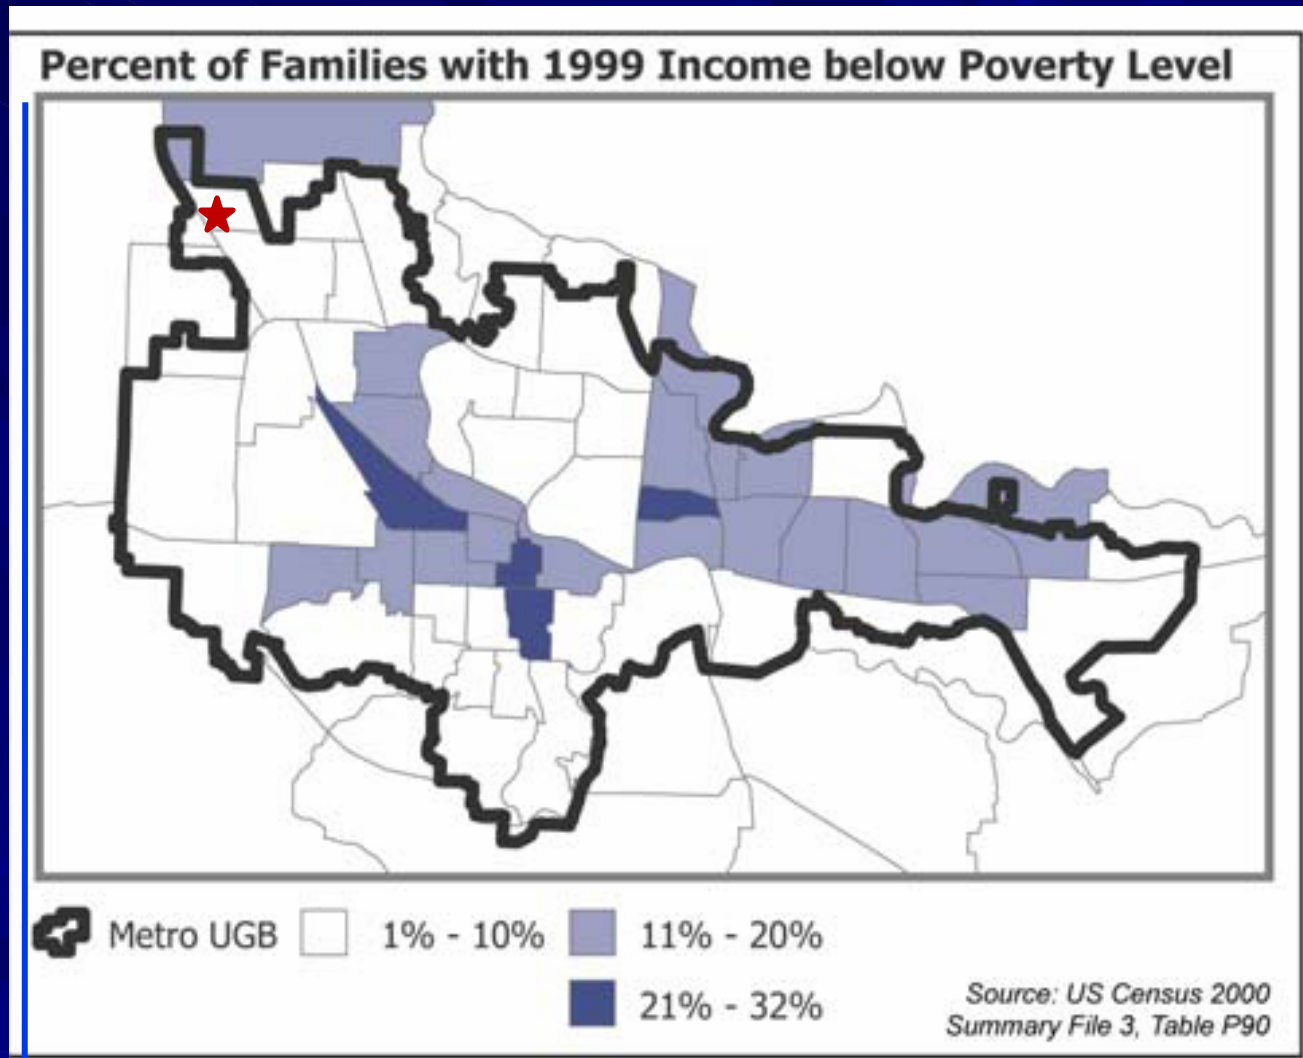 Percent of Families with 1999 Income below Poverty Level
Metro UGB 1% - 10% 11% - 20%
21% - 32%
Source: US Census 2000
Summary File 3, Table P90